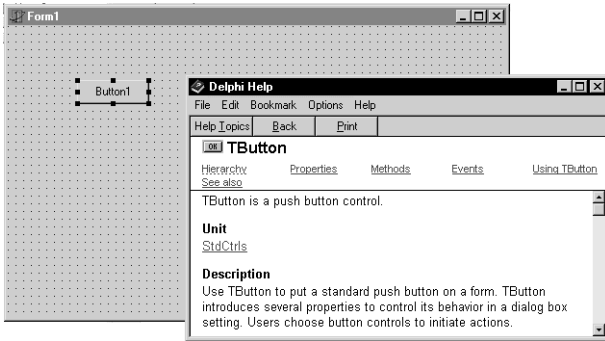 Form1
Button1
Delphi Help
File Edit Bookmark Options Help
Help Topics Back Print
OK TButton
Hierarchy Properties Methods Events Using TButton
See also
TButton is a push button control.
Unit
StdCtrls
Description
Use TButton to put a standard push button on a form. TButton
introduces several properties to control its behavior in a dialog box
setting. Users choose button controls to initiate actions.